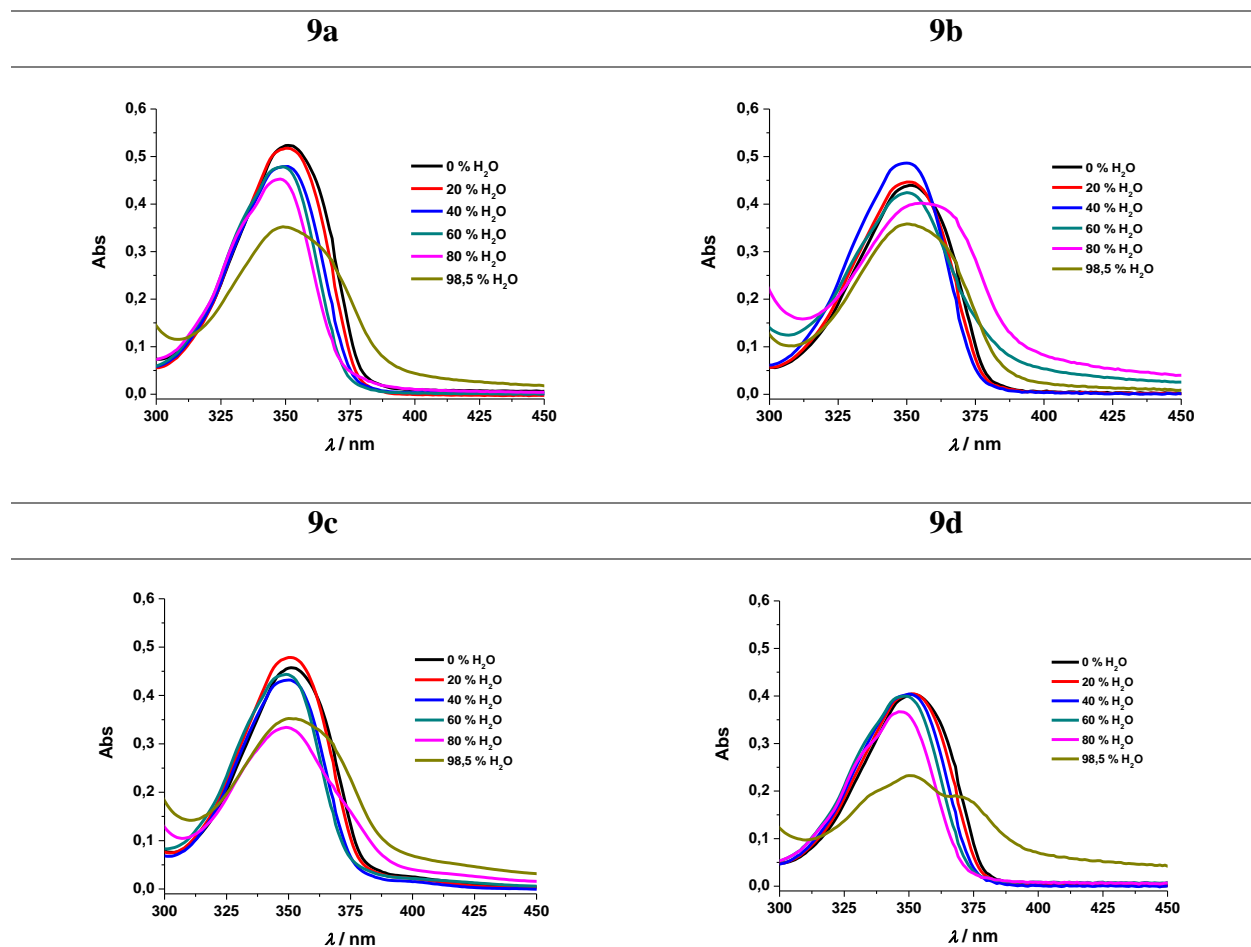 9a 9b
0,6
0,5
0,4
0,3
0,2
0,1
0,0
Abs
300 325 350 375 400 425 450
λ / nm
0 % H₂O
20 % H₂O
40 % H₂O
60 % H₂O
80 % H₂O
98,5 % H₂O
0,6
0,5
0,4
0,3
0,2
0,1
0,0
Abs
300 325 350 375 400 425 450
λ / nm
0 % H₂O
20 % H₂O
40 % H₂O
60 % H₂O
80 % H₂O
98,5 % H₂O
9c 9d
0,6
0,5
0,4
0,3
0,2
0,1
0,0
Abs
300 325 350 375 400 425 450
λ / nm
0 % H₂O
20 % H₂O
40 % H₂O
60 % H₂O
80 % H₂O
98,5 % H₂O
0,6
0,5
0,4
0,3
0,2
0,1
0,0
Abs
300 325 350 375 400 425 450
λ / nm
0 % H₂O
20 % H₂O
40 % H₂O
60 % H₂O
80 % H₂O
98,5 % H₂O